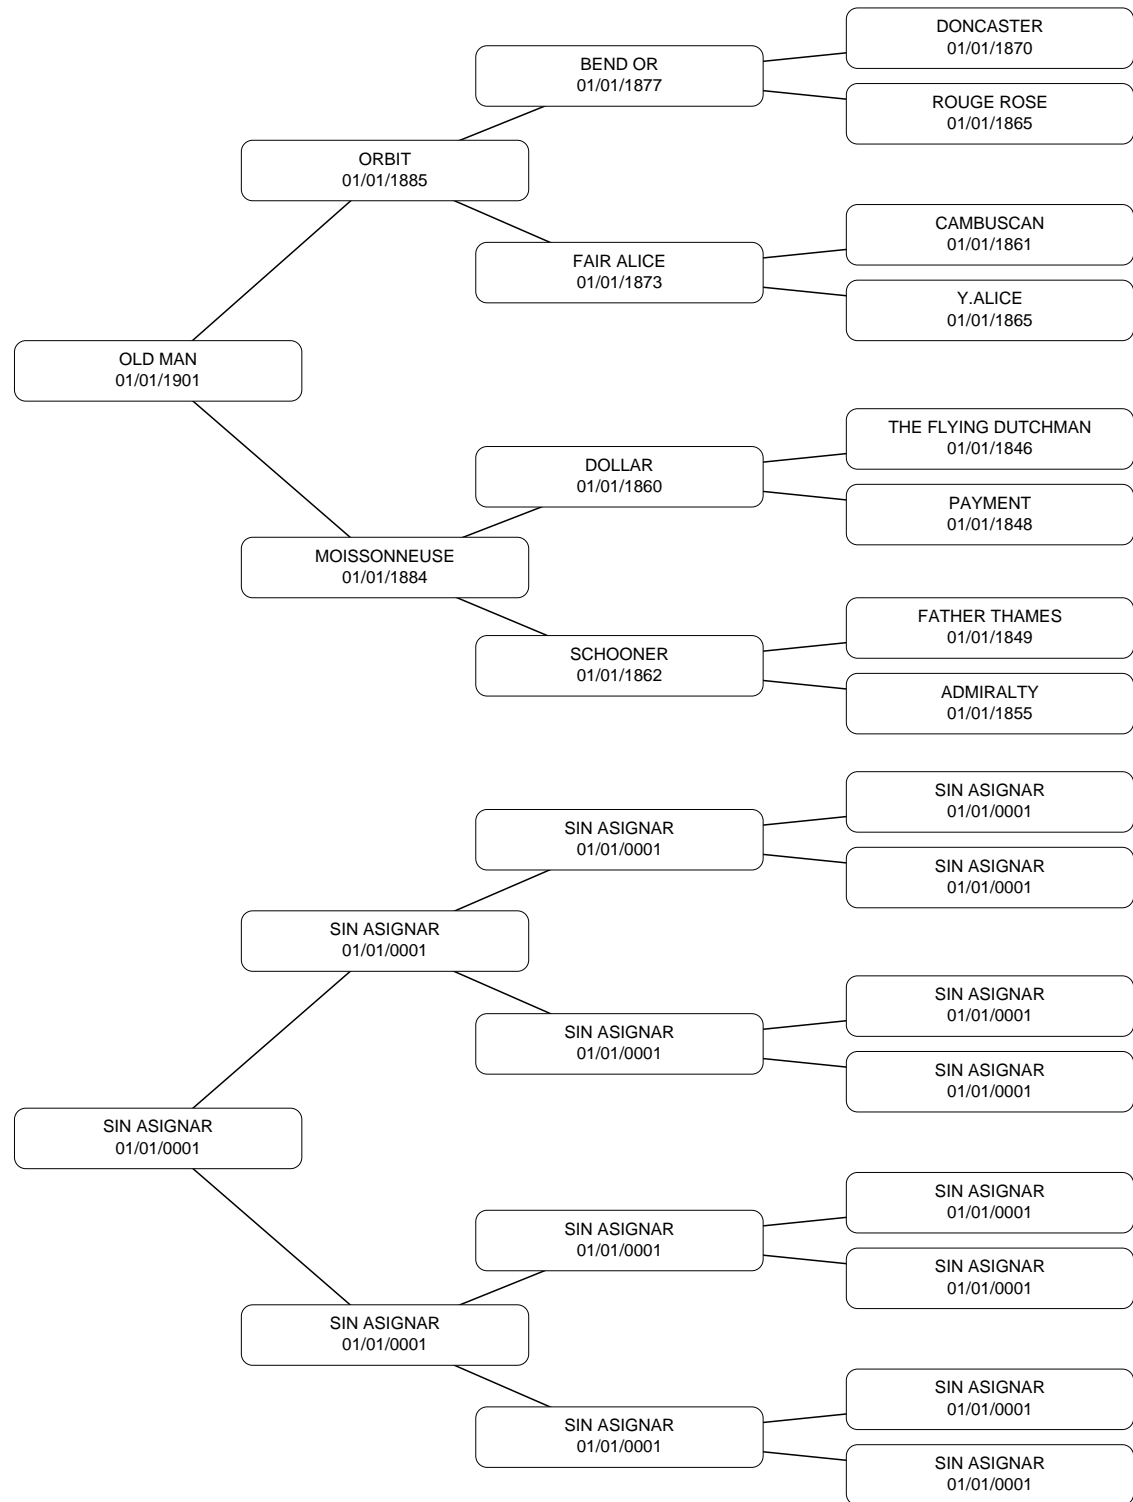 DONCASTER
01/01/1870
BEND OR
01/01/1877
ROUGE ROSE
01/01/1865
ORBIT
01/01/1885
CAMBUSCAN
01/01/1861
FAIR ALICE
01/01/1873
Y.ALICE
01/01/1865
OLD MAN
01/01/1901
THE FLYING DUTCHMAN
01/01/1846
DOLLAR
01/01/1860
PAYMENT
01/01/1848
MOISSONNEUSE
01/01/1884
FATHER THAMES
01/01/1849
SCHOONER
01/01/1862
ADMIRALTY
01/01/1855
SIN ASIGNAR
01/01/0001
SIN ASIGNAR
01/01/0001
SIN ASIGNAR
01/01/0001
SIN ASIGNAR
01/01/0001
SIN ASIGNAR
01/01/0001
SIN ASIGNAR
01/01/0001
SIN ASIGNAR
01/01/0001
SIN ASIGNAR
01/01/0001
SIN ASIGNAR
01/01/0001
SIN ASIGNAR
01/01/0001
SIN ASIGNAR
01/01/0001
SIN ASIGNAR
01/01/0001
SIN ASIGNAR
01/01/0001
SIN ASIGNAR
01/01/0001
SIN ASIGNAR
01/01/0001